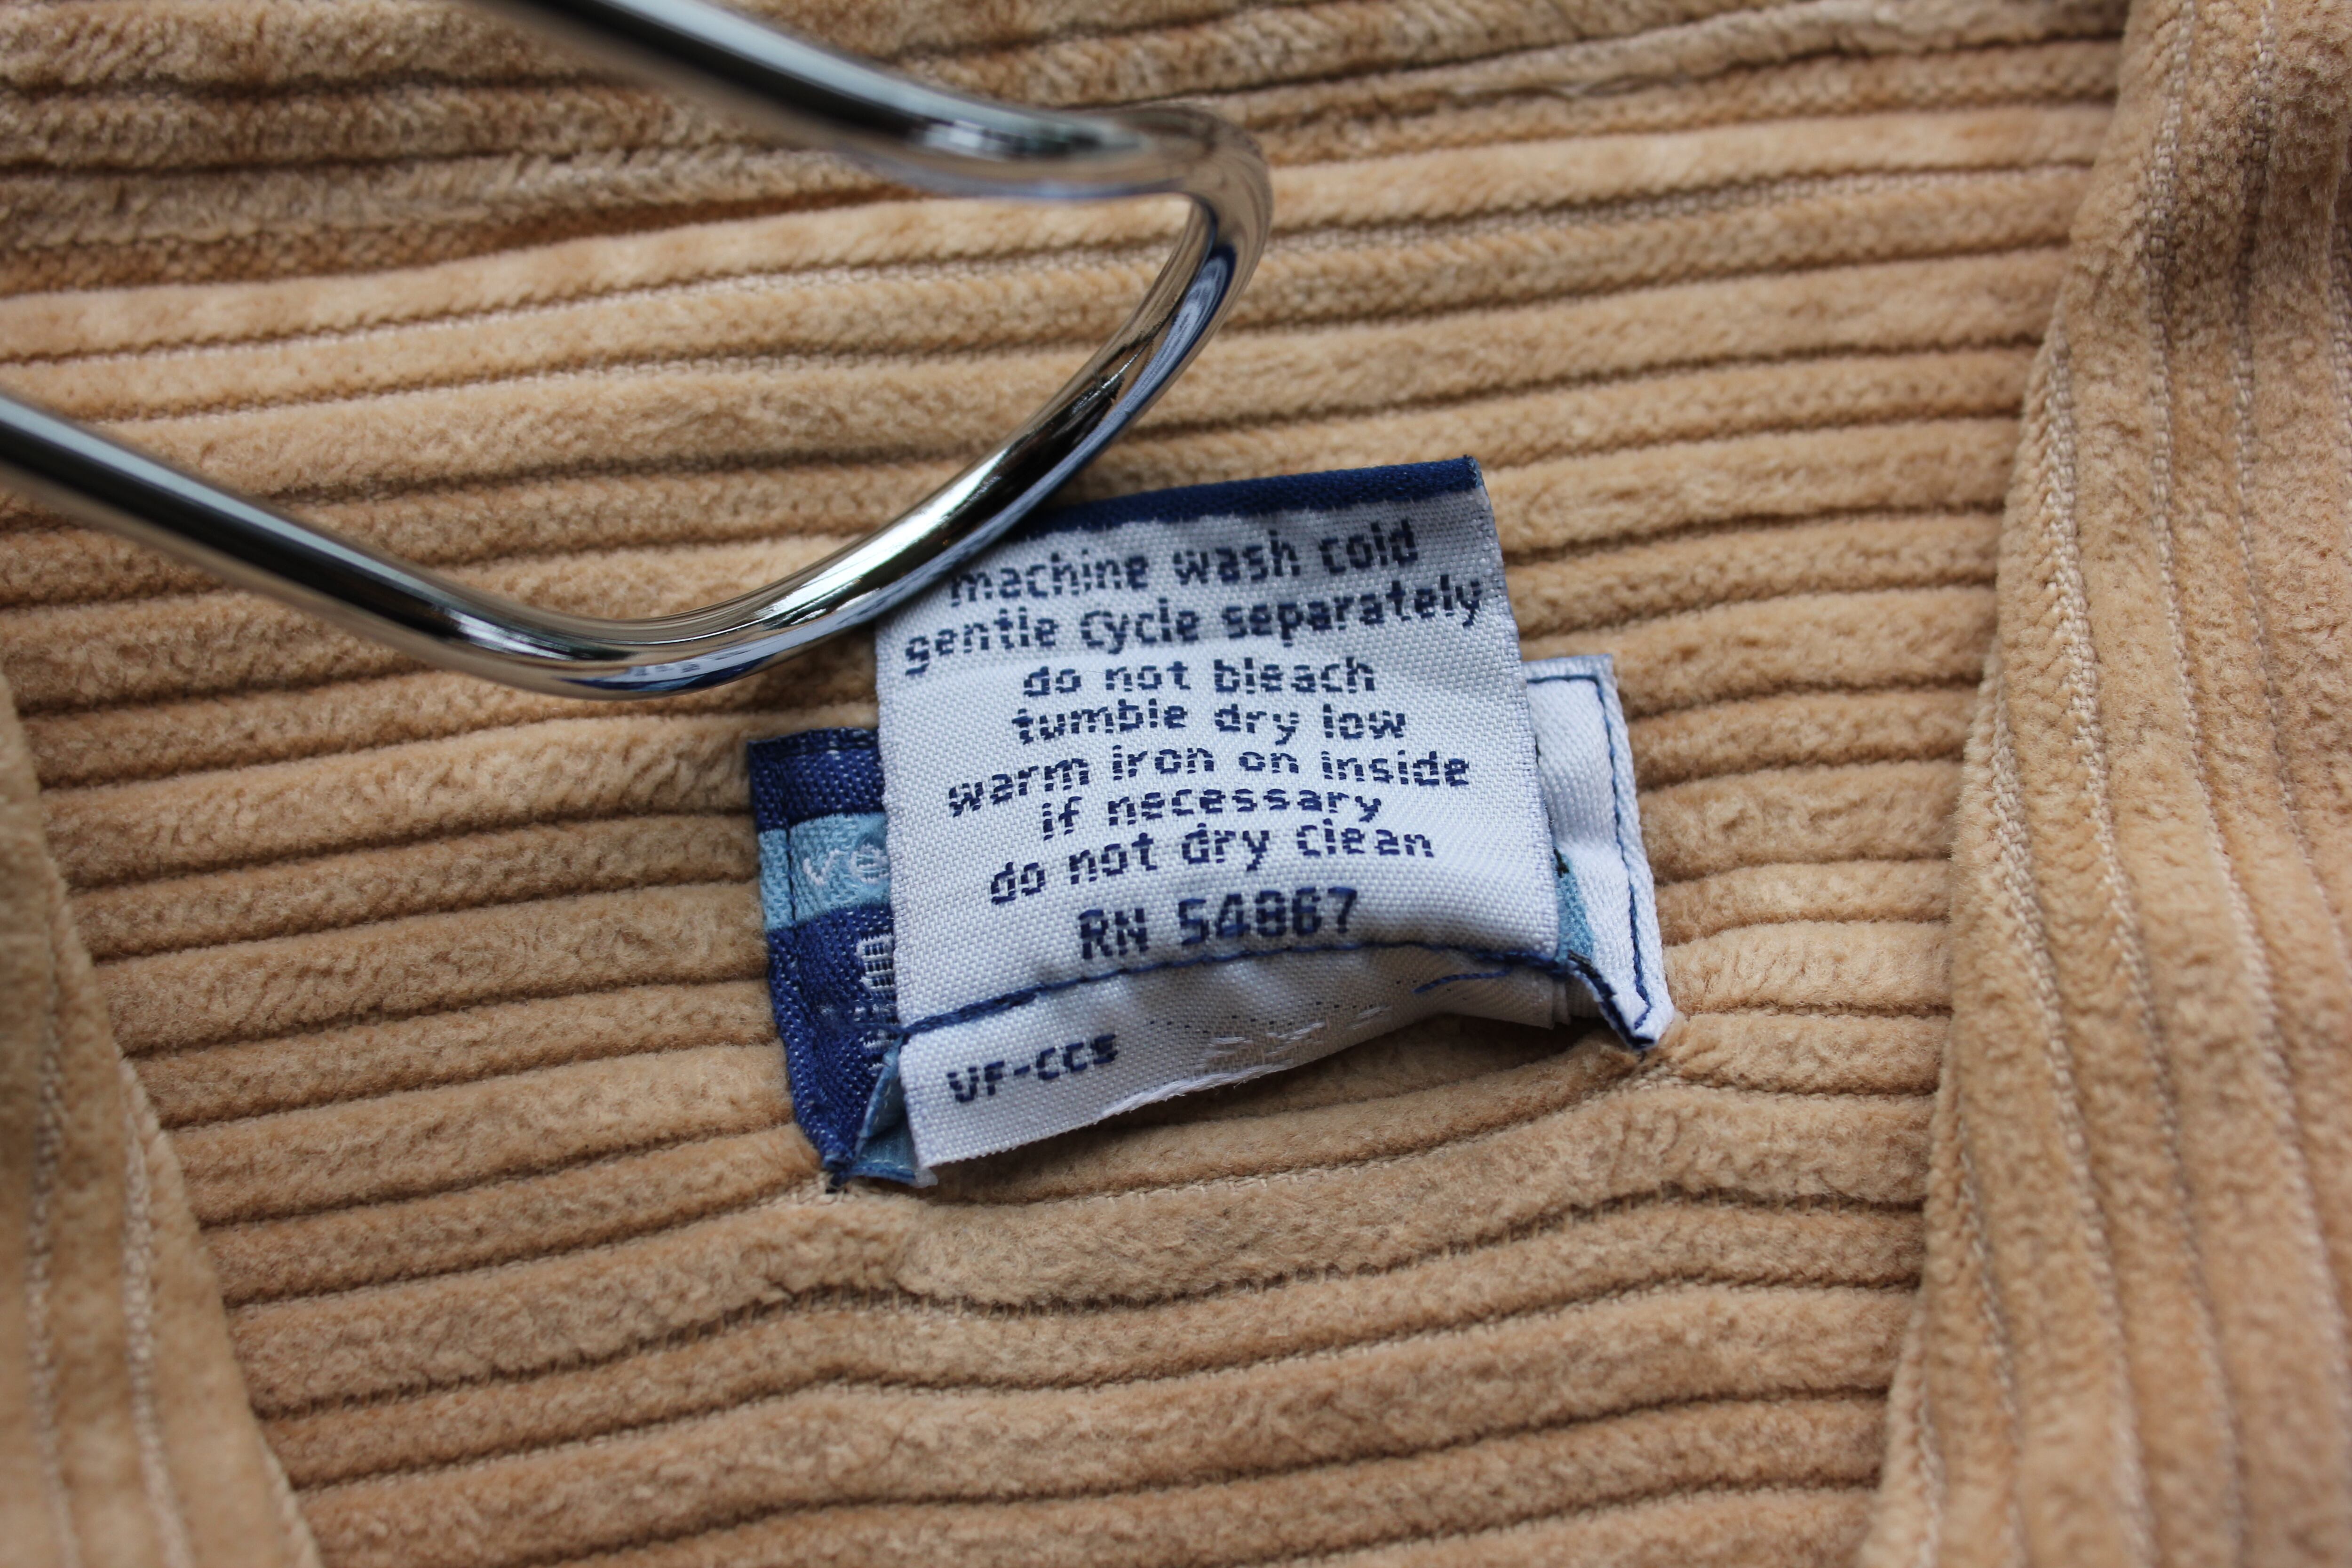 machine wash cold
gentle cycle separately
do not bleach
tumble dry low
warm iron on inside
if necessary
do not dry clean
RN 54867
VF-CCS